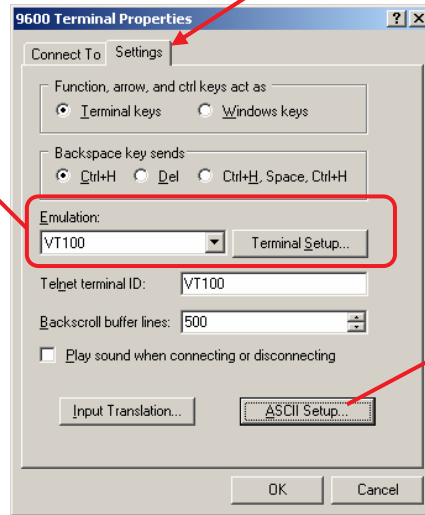 9600 Terminal Properties
Connect To Settings
Function, arrow, and ctrl keys act as
Terminal keys Windows keys
Backspace key sends
Ctrl+H Del Ctrl+H, Space, Ctrl+H
Emulation:
VT100 Terminal Setup...
Telnet terminal ID: VT100
Backscroll buffer lines: 500
Play sound when connecting or disconnecting
Input Translation... ASCII Setup...
OK Cancel